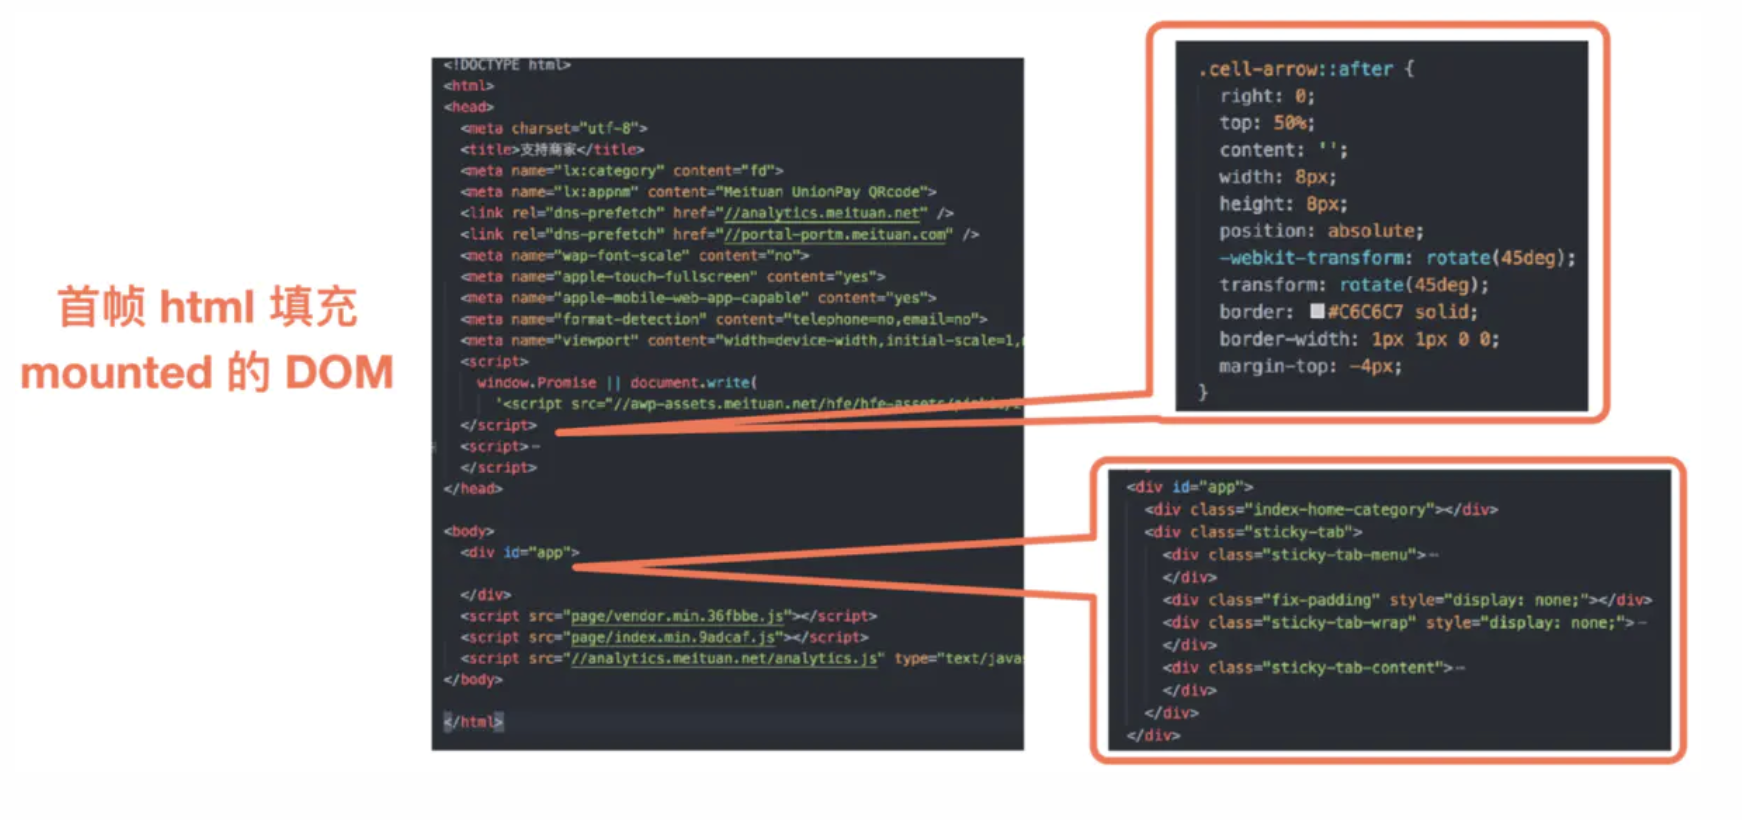 首帧 html 填充
mounted 的 DOM
<!DOCTYPE html>
<html>
<head>
<meta charset="utf-8">
<title>支持商家</title>
<meta name="lx:category" content="fd">
<meta name="lx:appnm" content="Meituan UnionPay QRcode">
<link rel="dns-prefetch" href="//analytics.meituan.net" />
<link rel="dns-prefetch" href="//portal-portm.meituan.com" />
<meta name="wap-font-scale" content="no">
<meta name="apple-touch-fullscreen" content="yes">
<meta name="apple-mobile-web-app-capable" content="yes">
<meta name="format-detection" content="telephone=no,email=no">
<meta name="viewport" content="width=device-width,initial-scale=1,
<script>
window.Promise || document.write(
'<script src="//awp-assets.meituan.net/hfe/hfe-assets/
</script>
<script>
</script>
</head>
<body>
<div id="app">
</div>
<script src="page/vendor.min.36fbbe.js"></script>
<script src="page/index.min.9adcaf.js"></script>
<script src="//analytics.meituan.net/analytics.js" type="text/java
</body>
</html>
.cell-arrow::after {
right: 0;
top: 50%;
content: '';
width: 8px;
height: 8px;
position: absolute;
-webkit-transform: rotate(45deg);
transform: rotate(45deg);
border: #C6C6C7 solid;
border-width: 1px 1px 0 0;
margin-top: -4px;
}
<div id="app">
<div class="index-home-category"></div>
<div class="sticky-tab">
<div class="sticky-tab-menu">
</div>
<div class="fix-padding" style="display: none;"></div>
<div class="sticky-tab-wrap" style="display: none;">
</div>
<div class="sticky-tab-content">
</div>
</div>
</div>